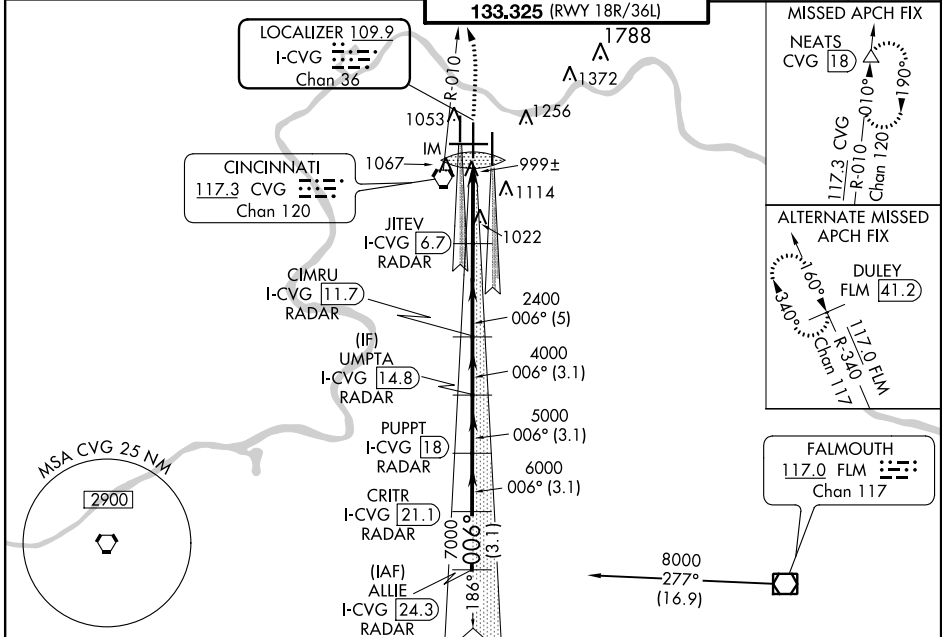 133.325 (RWY 18R/36L)
LOCALIZER 109.9
I-CVG
Chan 36
R-010
1788
1372
1053
1256
IM
1067
999±
CINCINNATI
117.3 CVG
Chan 120
1114
JITEV
I-CVG 6.7
RADAR
1022
CIMRU
I-CVG 11.7
RADAR
2400
006° (5)
(IF)
UMPTA
I-CVG 14.8
RADAR
4000
006° (3.1)
PUPPT
I-CVG 18
RADAR
5000
006° (3.1)
CRITR
I-CVG 21.1
RADAR
6000
006° (3.1)
(IAF)
ALLIE
I-CVG 24.3
RADAR
7000
006°
(3.1)
186°
MSA CVG 25 NM
2900
8000
277°
(16.9)
FALMOUTH
117.0 FLM
Chan 117
MISSED APCH FIX
NEATS
CVG 18
010°
190°
117.3 CVG
R-010
Chan 120
ALTERNATE MISSED
APCH FIX
DULEY
FLM 41.2
160°
340°
117.0 FLM
R-340
Chan 117